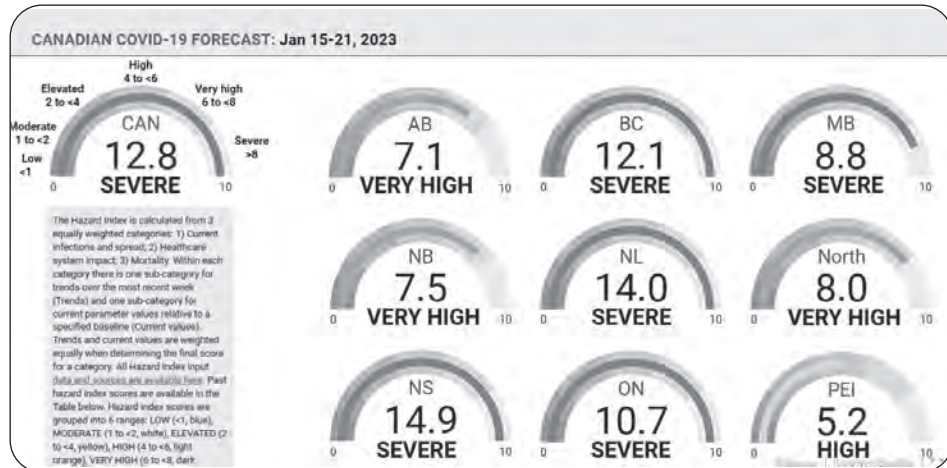 CANADIAN COVID-19 FORECAST: Jan 15-21, 2023
High
4 to <6
Elevated
2 to <4
Very high
6 to <8
Moderate
1 to <2
Severe
>8
Low
<1
CAN
12.8
SEVERE
0
10
AB
7.1
VERY HIGH
0
10
BC
12.1
SEVERE
0
10
MB
8.8
SEVERE
0
10
The Hazard Index is calculated from 3
equally weighted categories: 1) Current
infections and spread; 2) Healthcare
system impact; 3) Mortality. Within each
category there is one sub-category for
trends over the most recent week
(Trends) and one sub-category for
current parameter values relative to a
specified baseline (Current values).
Trends and current values are weighted
equally when determining the final score
for a category. All Hazard Index input
data and sources are available here. Past
hazard index scores are available in the
Table below. Hazard index scores are
grouped into 6 ranges: LOW (<1, blue),
MODERATE (1 to <2, white), ELEVATED (2
to <4, yellow), HIGH (4 to <6, light
orange), VERY HIGH (6 to <8, dark
NB
7.5
VERY HIGH
0
10
NL
14.0
SEVERE
0
10
North
8.0
VERY HIGH
0
10
NS
14.9
SEVERE
0
10
ON
10.7
SEVERE
0
10
PEI
5.2
HIGH
0